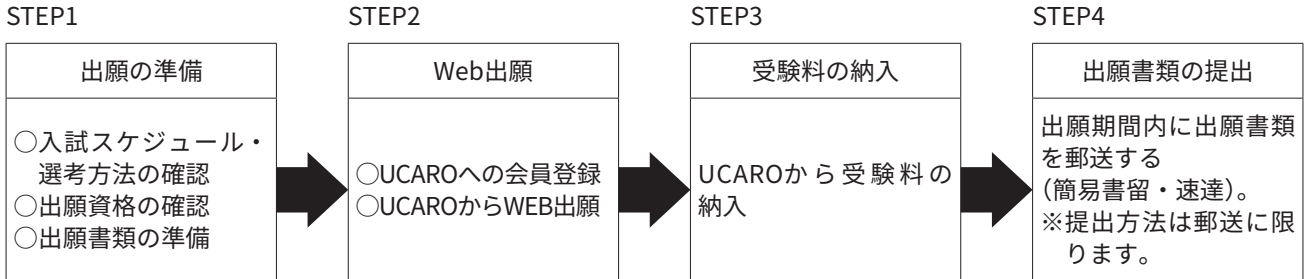 STEP1
出願の準備
○入試スケジュール・
選考方法の確認
○出願資格の確認
○出願書類の準備
STEP2
Web出願
○UCAROへの会員登録
○UCAROからWEB出願
STEP3
受験料の納入
UCAROから受験料の
納入
STEP4
出願書類の提出
出願期間内に出願書類
を郵送する
（簡易書留・速達）。
※提出方法は郵送に限
ります。